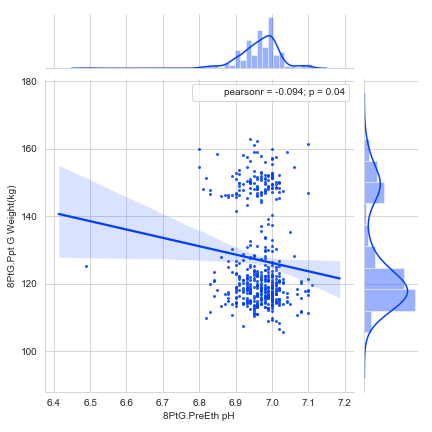 pearsonr = -0.094; p = 0.04
180
160
140
120
100
8PtG.Ppt G Weight(kg)
6.4 6.5 6.6 6.7 6.8 6.9 7.0 7.1 7.2
8PtG.PreEth pH